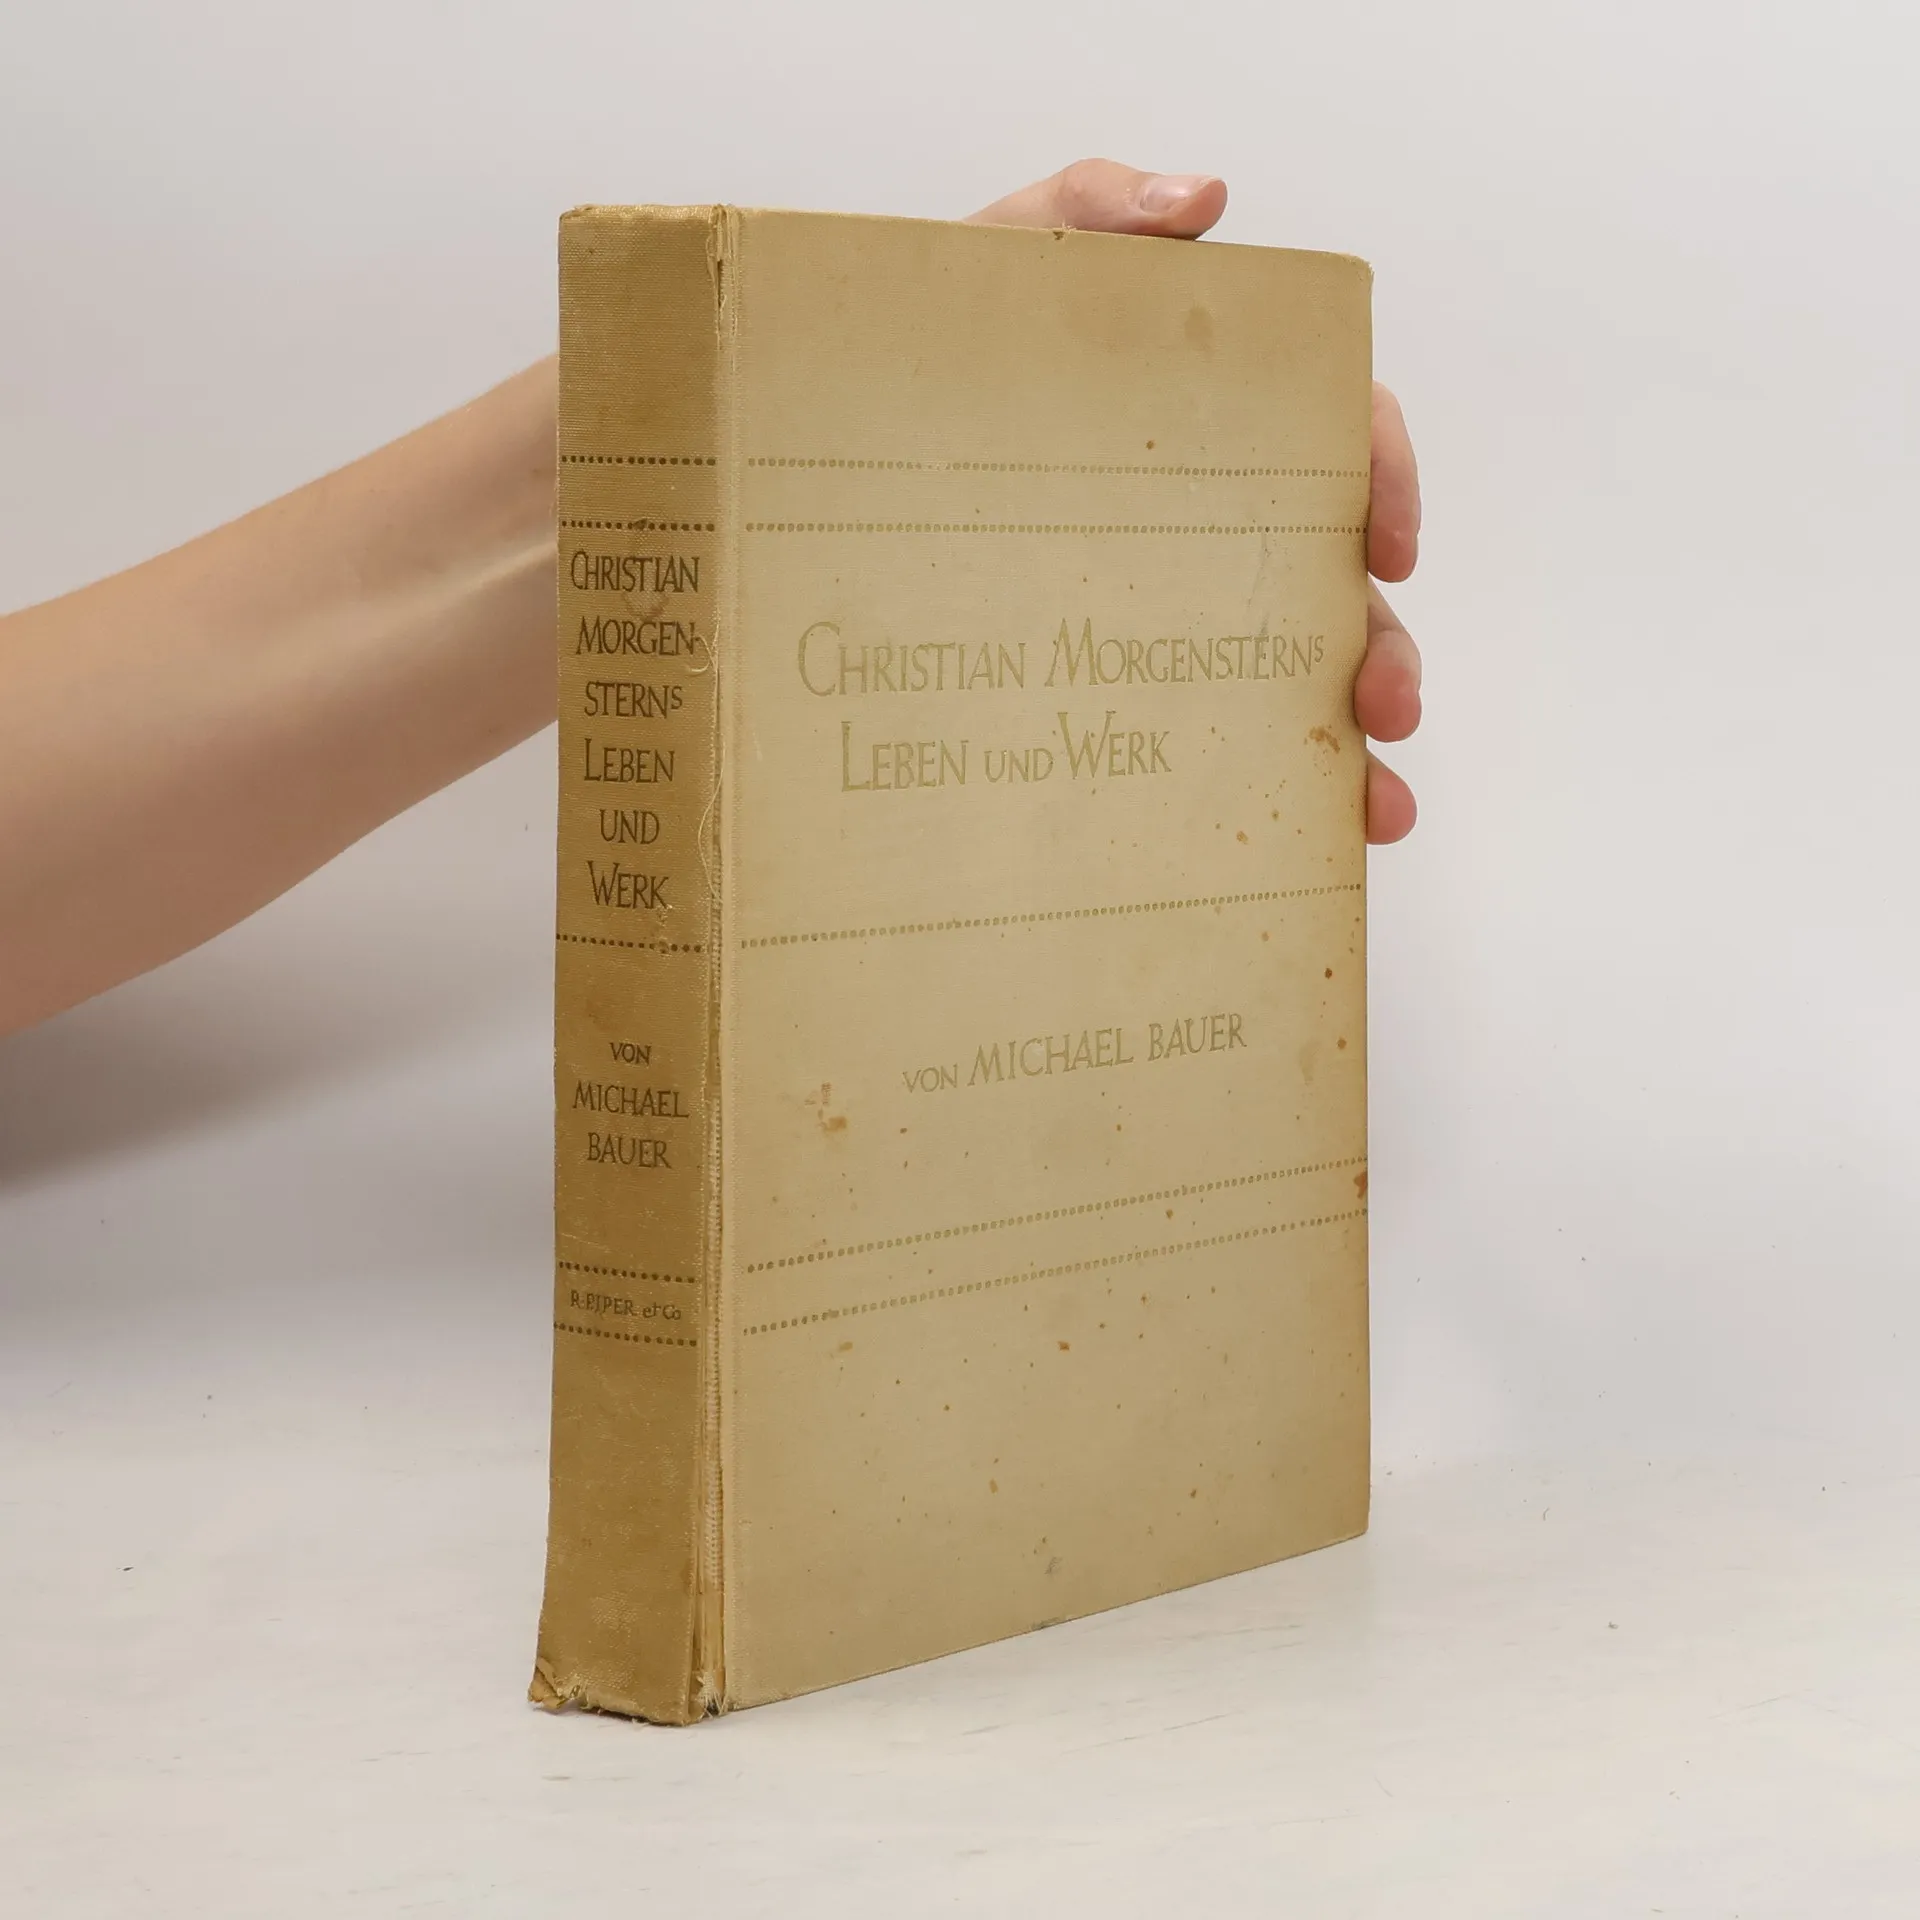 CHRISTIAN
MORGEN-
STERNS
LEBEN
UND
WERK
VON
MICHAEL
BAUER
R. PIPER et Co
CHRISTIAN MORGENSTERNS
LEBEN UND WERK
VON MICHAEL BAUER